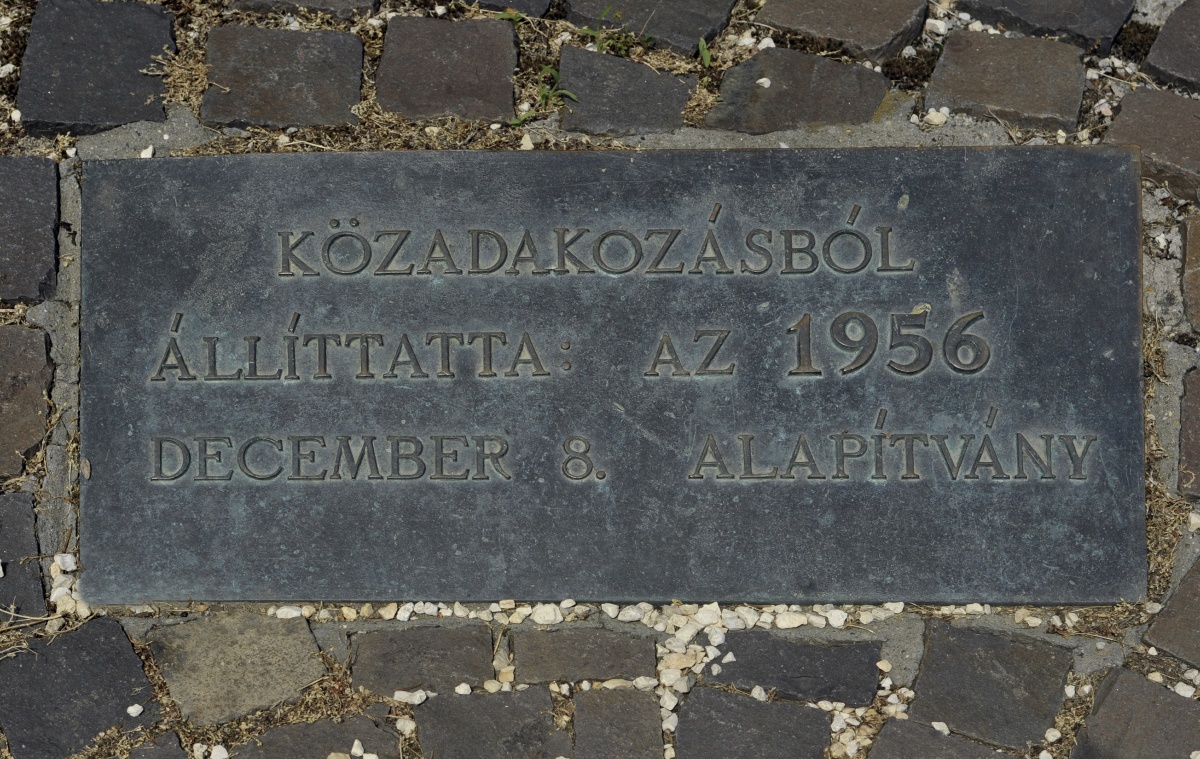 KÖZADAKOZÁSBÓL
ÁLLÍTTATTA: AZ 1956
DECEMBER 8. ALAPÍTVÁNY